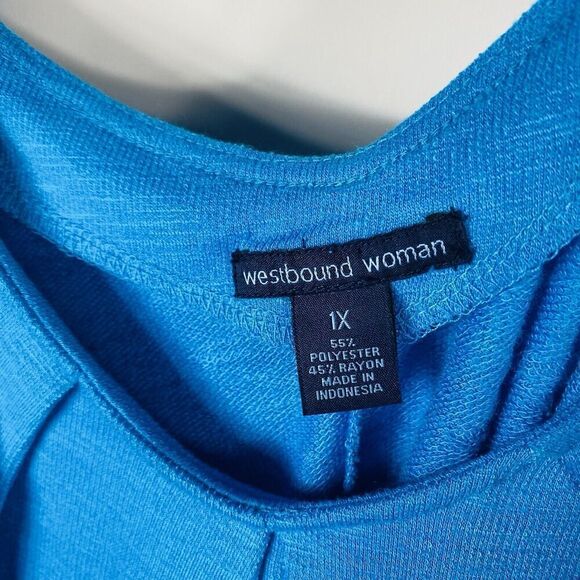 westbound woman
1X
55%
POLYESTER
45% RAYON
MADE IN
INDONESIA